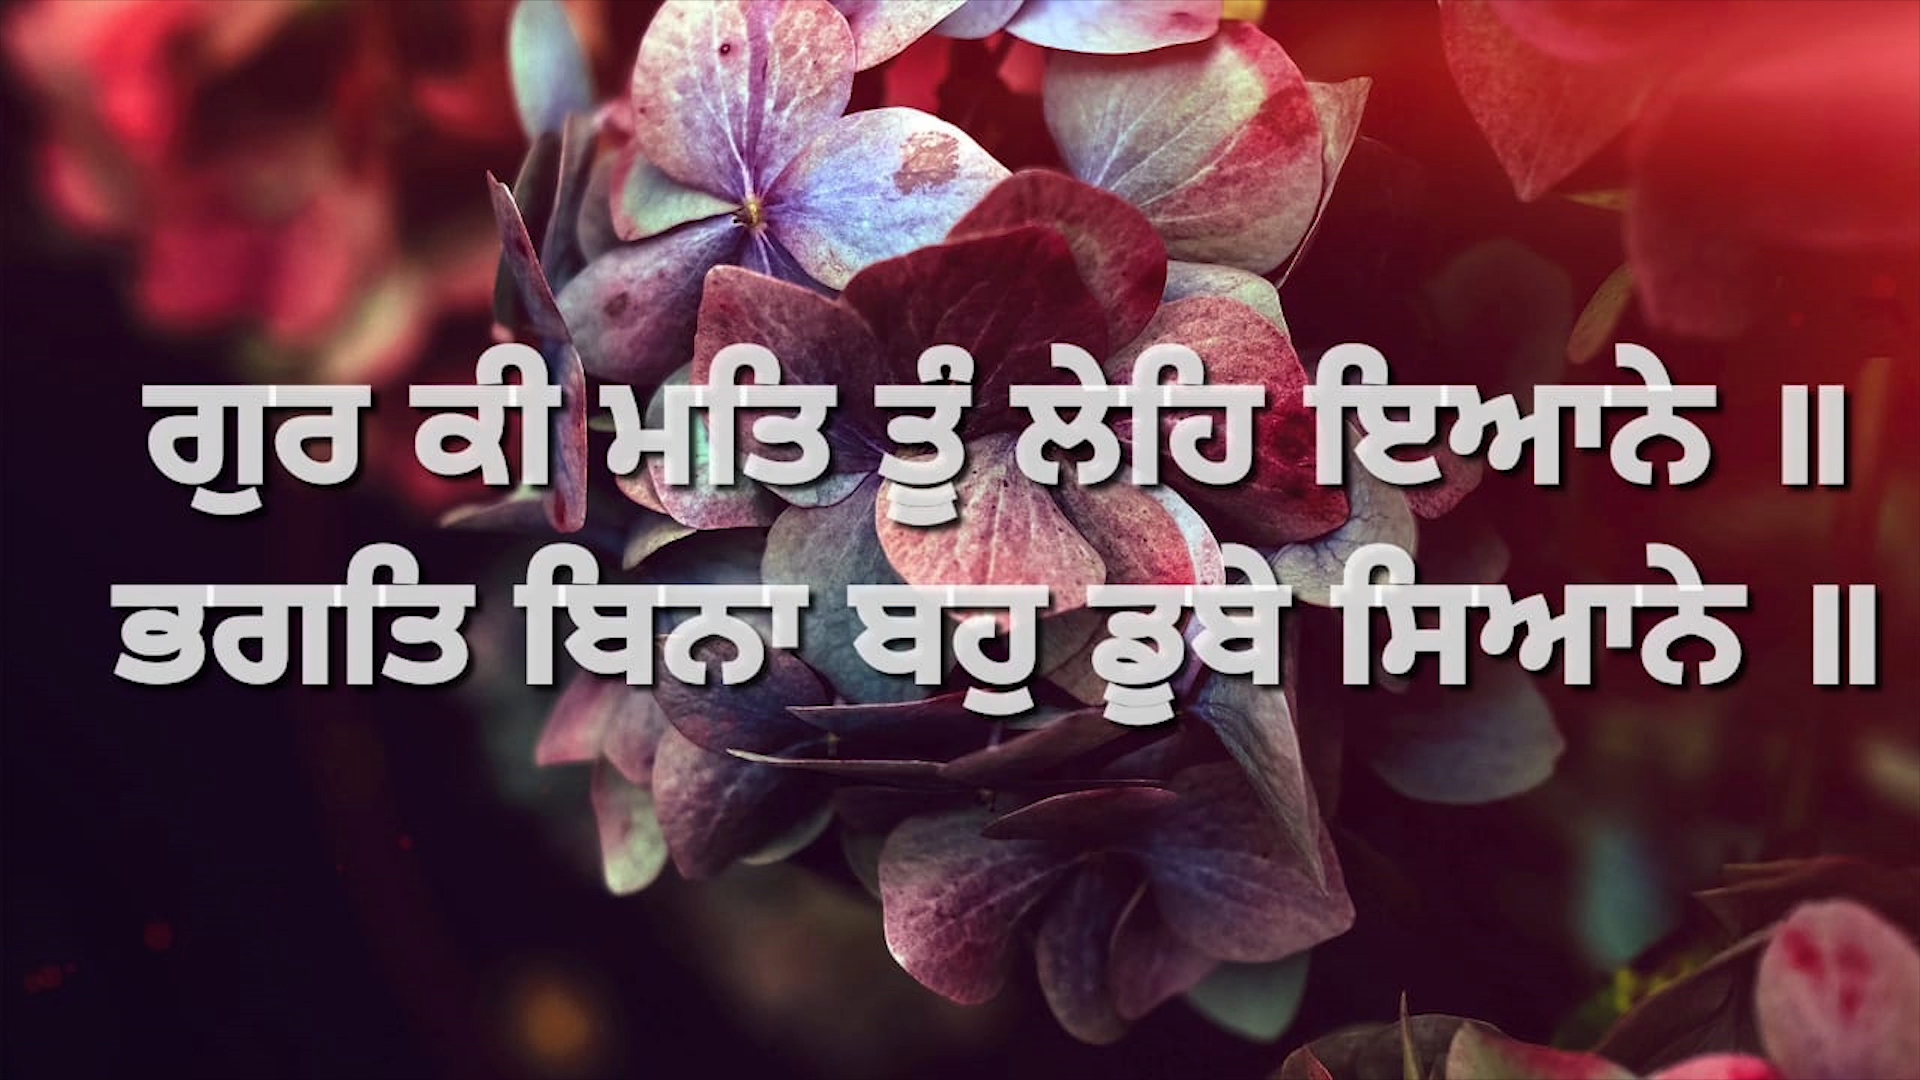 ਗੁਰ ਕੀ ਮਤਿ ਤੂੰ ਲੇਹਿ ਇਆਨੇ ॥
ਭਗਤਿ ਬਿਨਾ ਬਹੁ ਡੂਬੇ ਸਿਆਨੇ ॥